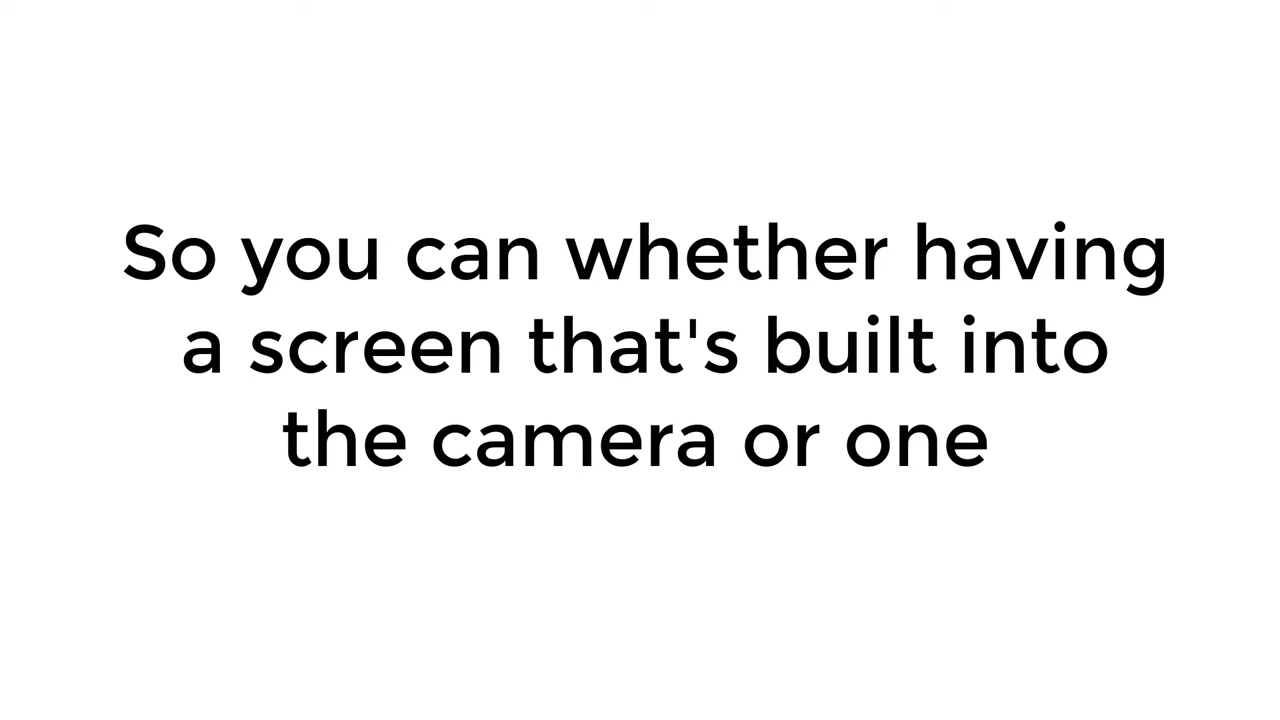 So you can whether having
a screen that's built into
the camera or one